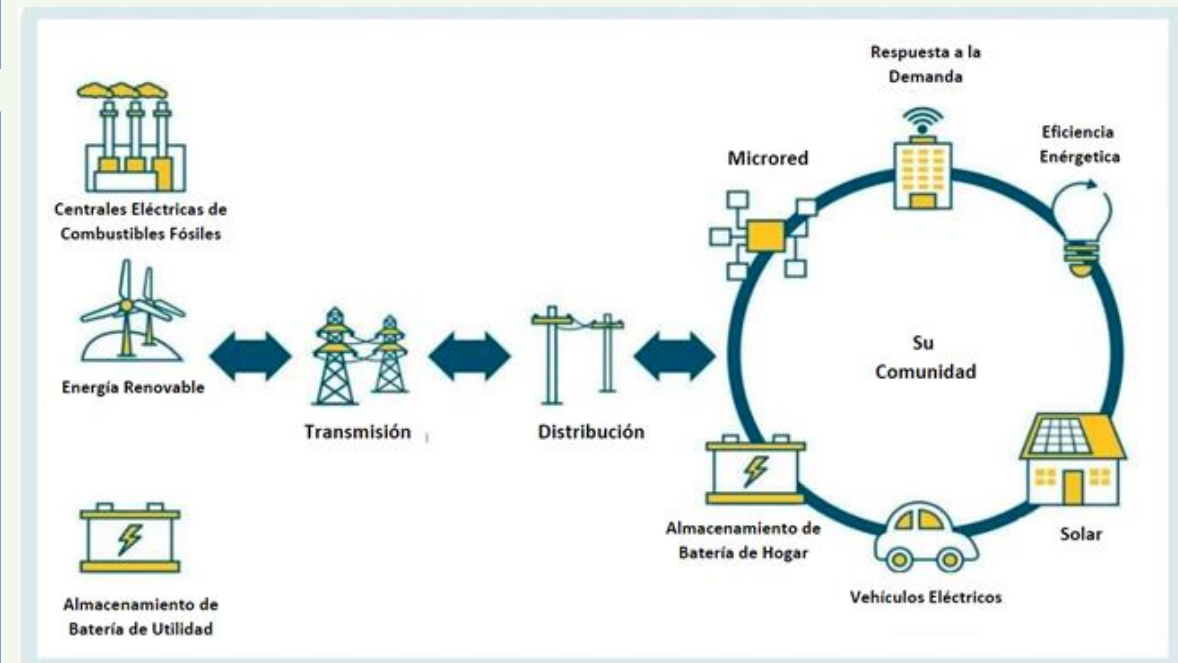 Centrales Eléctricas de
Combustibles Fósiles
Energía Renovable
Almacenamiento de
Batería de Utilidad
Transmisión
Distribución
Microred
Respuesta a la
Demanda
Eficiencia
Enérgetica
Su
Comunidad
Almacenamiento de
Batería de Hogar
Vehículos Eléctricos
Solar